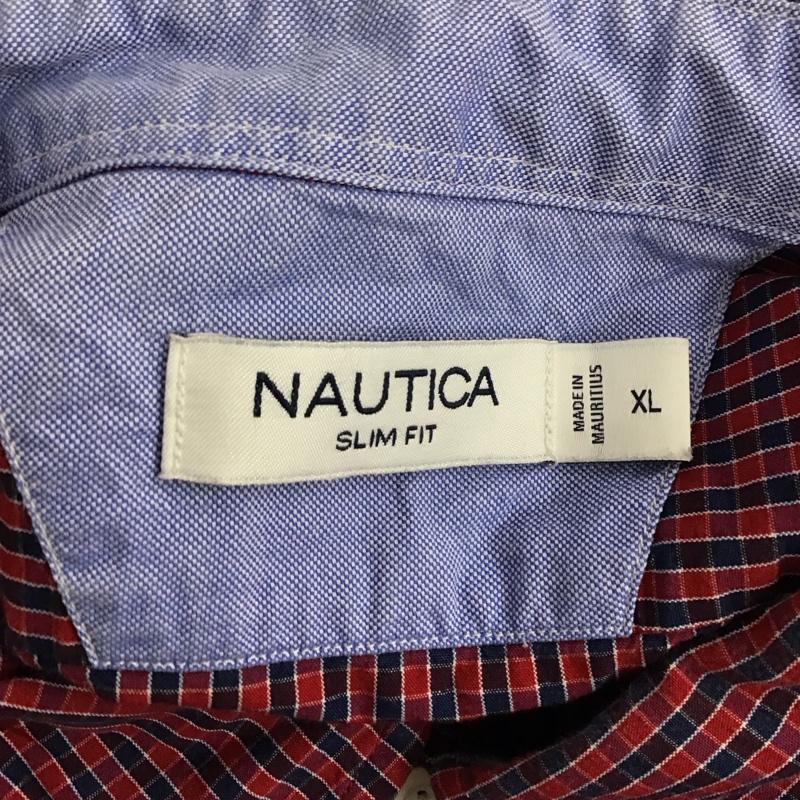 NAUTICA
SLIM FIT
MADE IN
MAURITIUS
XL